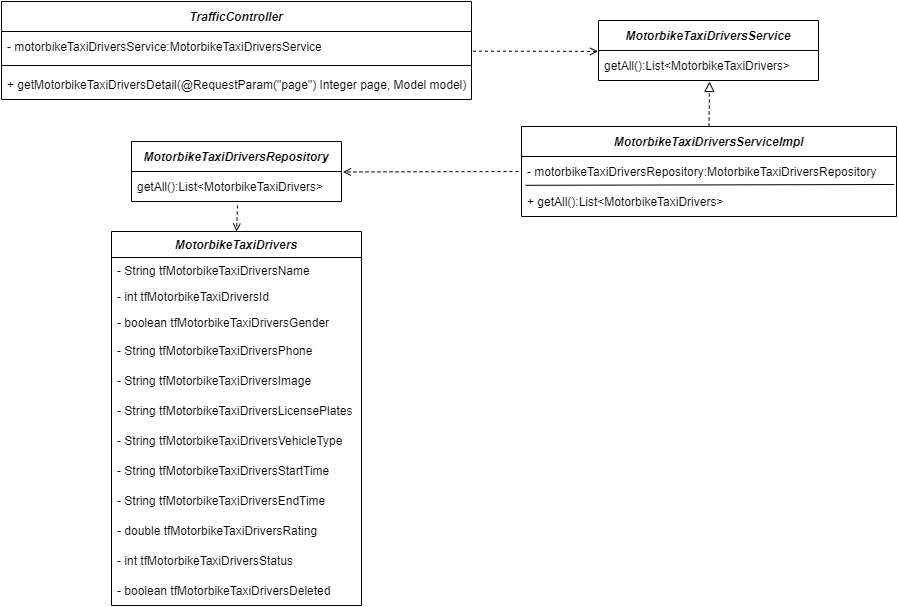 TrafficController
- motorbikeTaxiDriversService:MotorbikeTaxiDriversService
+ getMotorbikeTaxiDriversDetail(@RequestParam("page") Integer page, Model model)
MotorbikeTaxiDriversService
getAll():List<MotorbikeTaxiDrivers>
MotorbikeTaxiDriversServiceImpl
- motorbikeTaxiDriversRepository:MotorbikeTaxiDriversRepository
+ getAll():List<MotorbikeTaxiDrivers>
MotorbikeTaxiDriversRepository
getAll():List<MotorbikeTaxiDrivers>
MotorbikeTaxiDrivers
- String tfMotorbikeTaxiDriversName
- int tfMotorbikeTaxiDriversId
- boolean tfMotorbikeTaxiDriversGender
- String tfMotorbikeTaxiDriversPhone
- String tfMotorbikeTaxiDriversImage
- String tfMotorbikeTaxiDriversLicensePlates
- String tfMotorbikeTaxiDriversVehicleType
- String tfMotorbikeTaxiDriversStartTime
- String tfMotorbikeTaxiDriversEndTime
- double tfMotorbikeTaxiDriversRating
- int tfMotorbikeTaxiDriversStatus
- boolean tfMotorbikeTaxiDriversDeleted